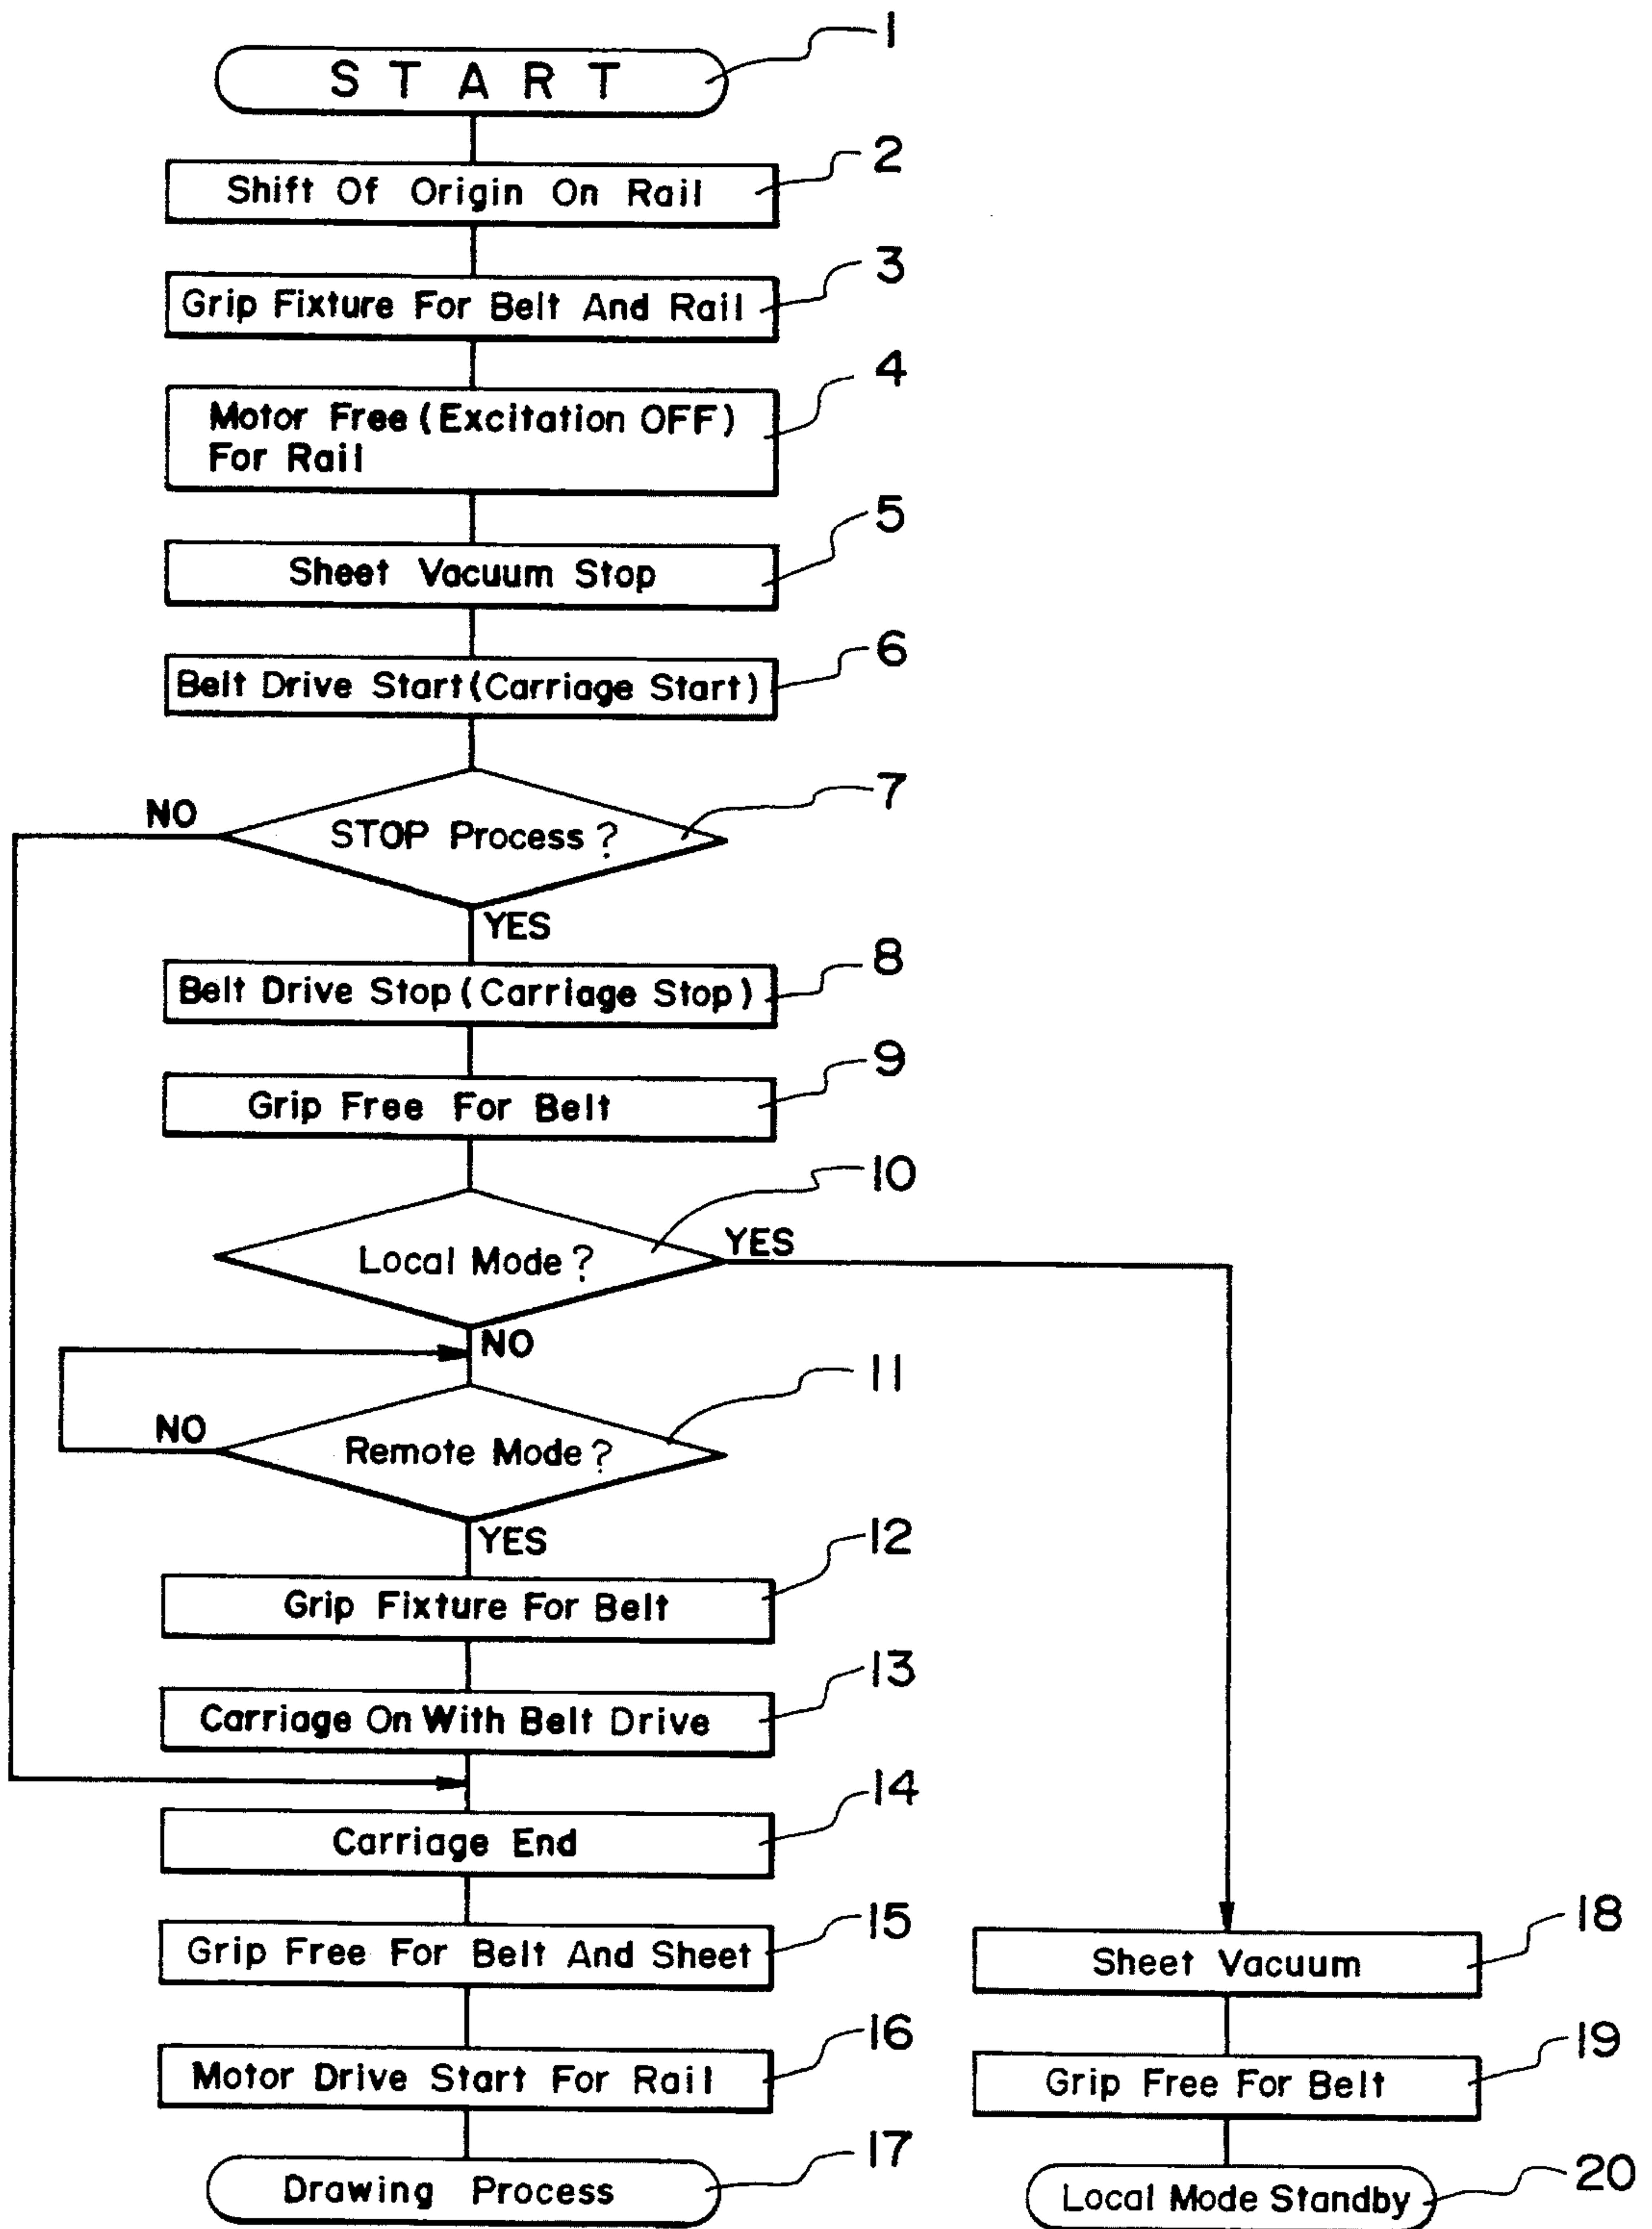 START
1
Shift Of Origin On Rail
2
Grip Fixture For Belt And Rail
3
Motor Free (Excitation OFF)
For Rail
4
Sheet Vacuum Stop
5
Belt Drive Start (Carriage Start)
6
NO
STOP Process?
7
YES
Belt Drive Stop (Carriage Stop)
8
Grip Free For Belt
9
Local Mode?
10
YES
NO
NO
Remote Mode?
11
YES
Grip Fixture For Belt
12
Carriage On With Belt Drive
13
Carriage End
14
Grip Free For Belt And Sheet
15
Motor Drive Start For Rail
16
Drawing Process
17
Sheet Vacuum
18
Grip Free For Belt
19
Local Mode Standby
20